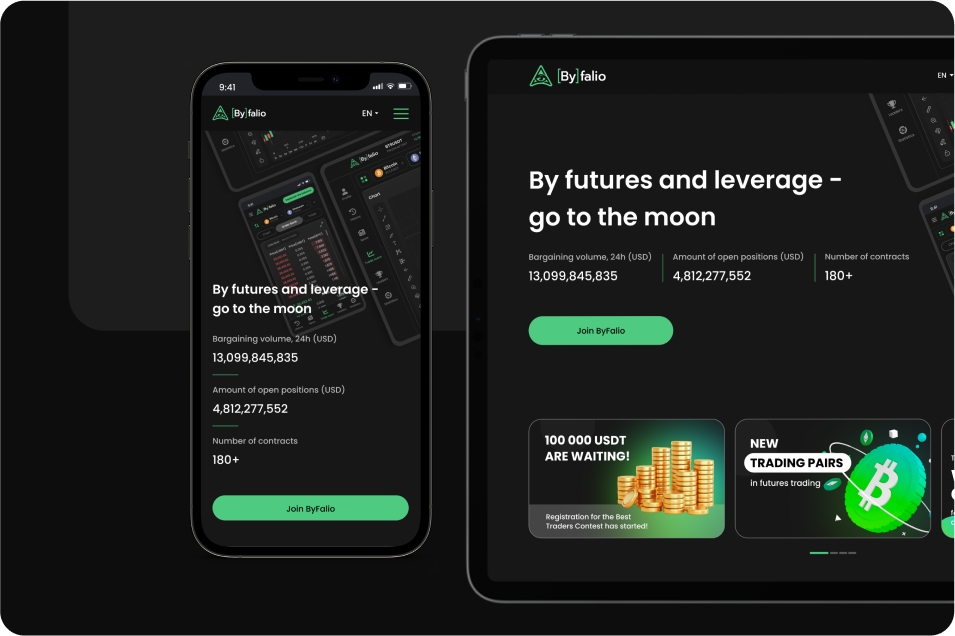 9:41
[By]falio
EN
Chart
Bitcoin
BTRUSDT
By futures and leverage -
go to the moon
Bargaining volume, 24h (USD)
13,099,845,835
Amount of open positions (USD)
4,812,277,552
Number of contracts
180+
Join ByFalio
[By]falio
EN
By futures and leverage -
go to the moon
Bargaining volume, 24h (USD)
13,099,845,835
Amount of open positions (USD)
4,812,277,552
Number of contracts
180+
Join ByFalio
100 000 USDT
ARE WAITING!
Registration for the Best
Traders Contest has started!
NEW
TRADING PAIRS
in futures trading